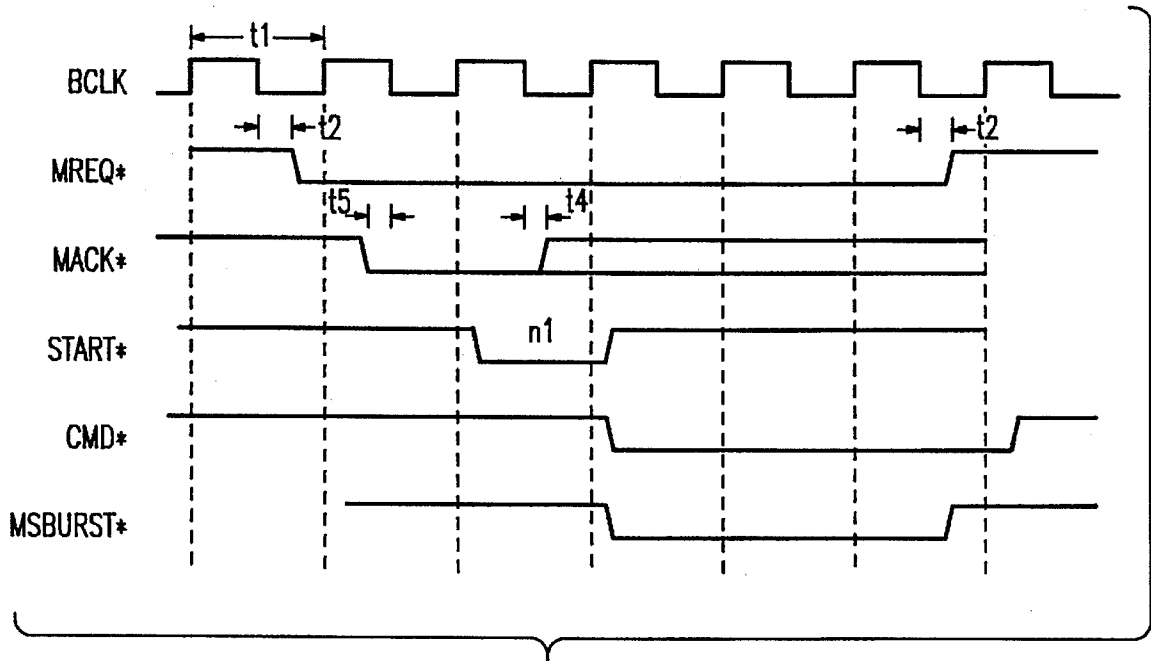 t1
BCLK
t2 t2
MREQ*
t5 t4
MACK*
n1
START*
CMD*
MSBURST*